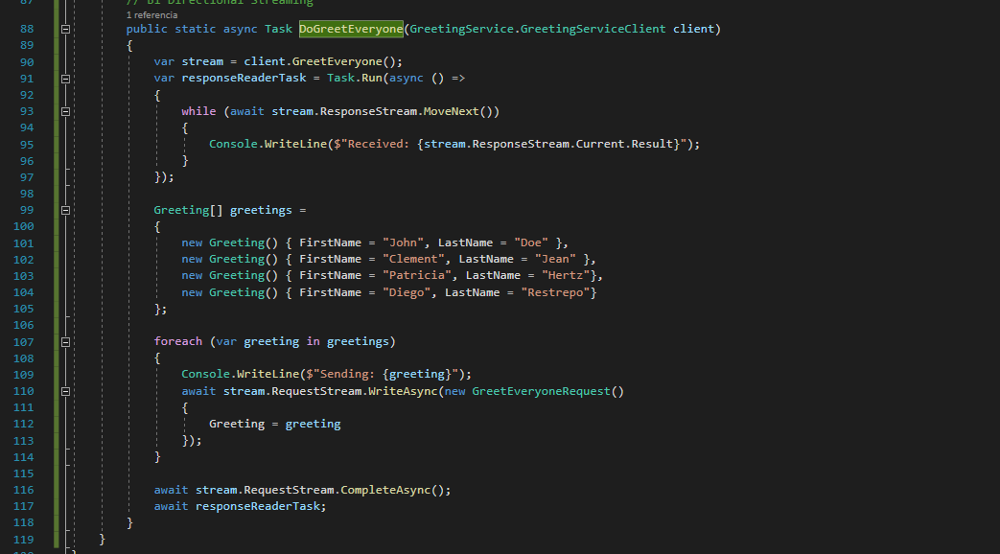 87 // Bi Directional Streaming
1 referencia
88 public static async Task DoGreetEveryone(GreetingService.GreetingServiceClient client)
89 {
90 var stream = client.GreetEveryone();
91 var responseReaderTask = Task.Run(async () =>
92 {
93 while (await stream.ResponseStream.MoveNext())
94 {
95 Console.WriteLine($"Received: {stream.ResponseStream.Current.Result}");
96 }
97 });
98
99 Greeting[] greetings =
100 {
101 new Greeting() { FirstName = "John", LastName = "Doe" },
102 new Greeting() { FirstName = "Clement", LastName = "Jean" },
103 new Greeting() { FirstName = "Patricia", LastName = "Hertz"},
104 new Greeting() { FirstName = "Diego", LastName = "Restrepo"}
105 };
106
107 foreach (var greeting in greetings)
108 {
109 Console.WriteLine($"Sending: {greeting}");
110 await stream.RequestStream.WriteAsync(new GreetEveryoneRequest()
111 {
112 Greeting = greeting
113 });
114 }
115
116 await stream.RequestStream.CompleteAsync();
117 await responseReaderTask;
118 }
119 }